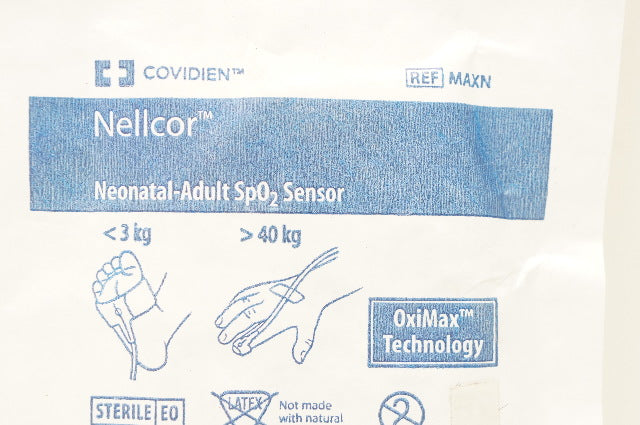 COVIDIEN™
REF MAXN
Nellcor™
Neonatal-Adult SpO₂ Sensor
< 3 kg
> 40 kg
OxiMax™
Technology
STERILE EO
LATEX
Not made
with natural
2